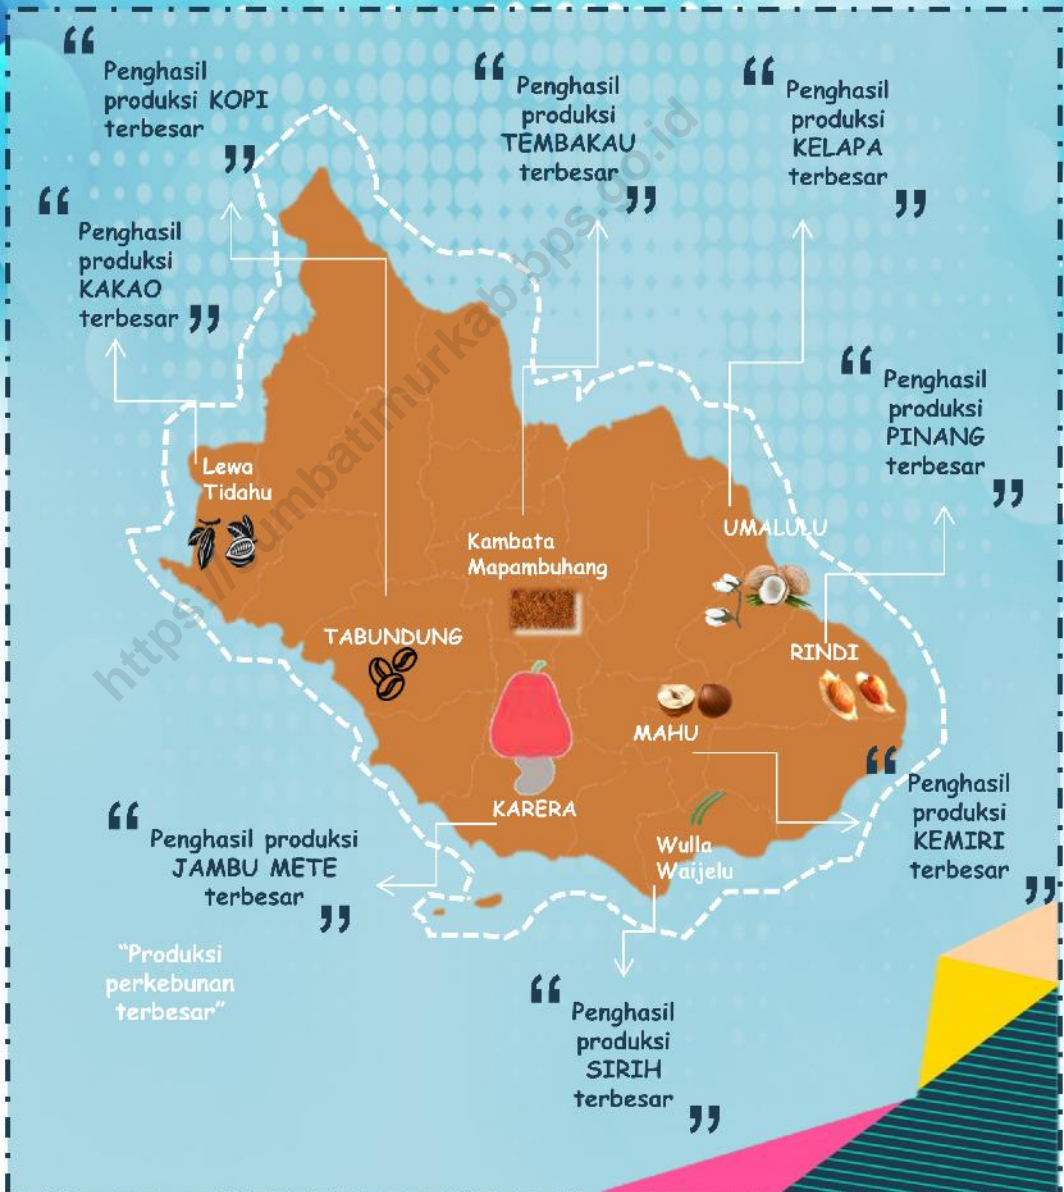 “ Penghasil
produksi KOPI
terbesar ”
“ Penghasil
produksi
TEMBAKAU
terbesar ”
“ Penghasil
produksi
KELAPA
terbesar ”
“ Penghasil
produksi
KAKAO
terbesar ”
“ Penghasil
produksi
PINANG
terbesar ”
Lewa
Tidahu
Kambata
Mapambuhang
UMALULU
TABUNDUNG
RINDI
MAHU
KARERA
Wulla
Waijelu
“ Penghasil
produksi
KEMIRI
terbesar ”
“ Penghasil produksi
JAMBU METE
terbesar ”
“Produksi
perkebunan
terbesar”
“ Penghasil
produksi
SIRIH
terbesar ”
https://sumbatimurkab.bps.go.id